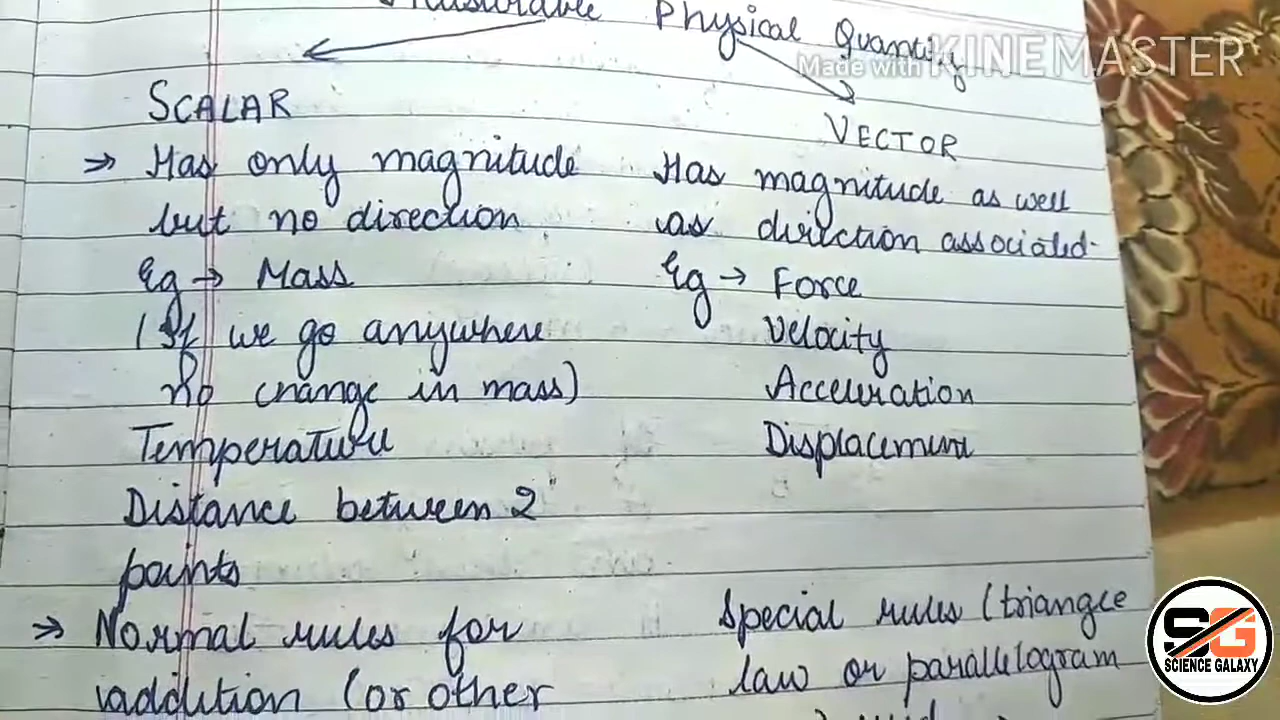 Measurable Physical Quantity
Made with KINEMASTER
SCALAR
VECTOR
⇒ Has only magnitude
but no direction
Eg → Mass
(If we go anywhere
no change in mass)
Temperature
Distance between 2
points
Has magnitude as well
as direction associated.
Eg → Force
Velocity
Acceleration
Displacement
⇒ Normal rules for
addition (or other
Special rules (triangle
law or parallelogram
SG
SCIENCE GALAXY